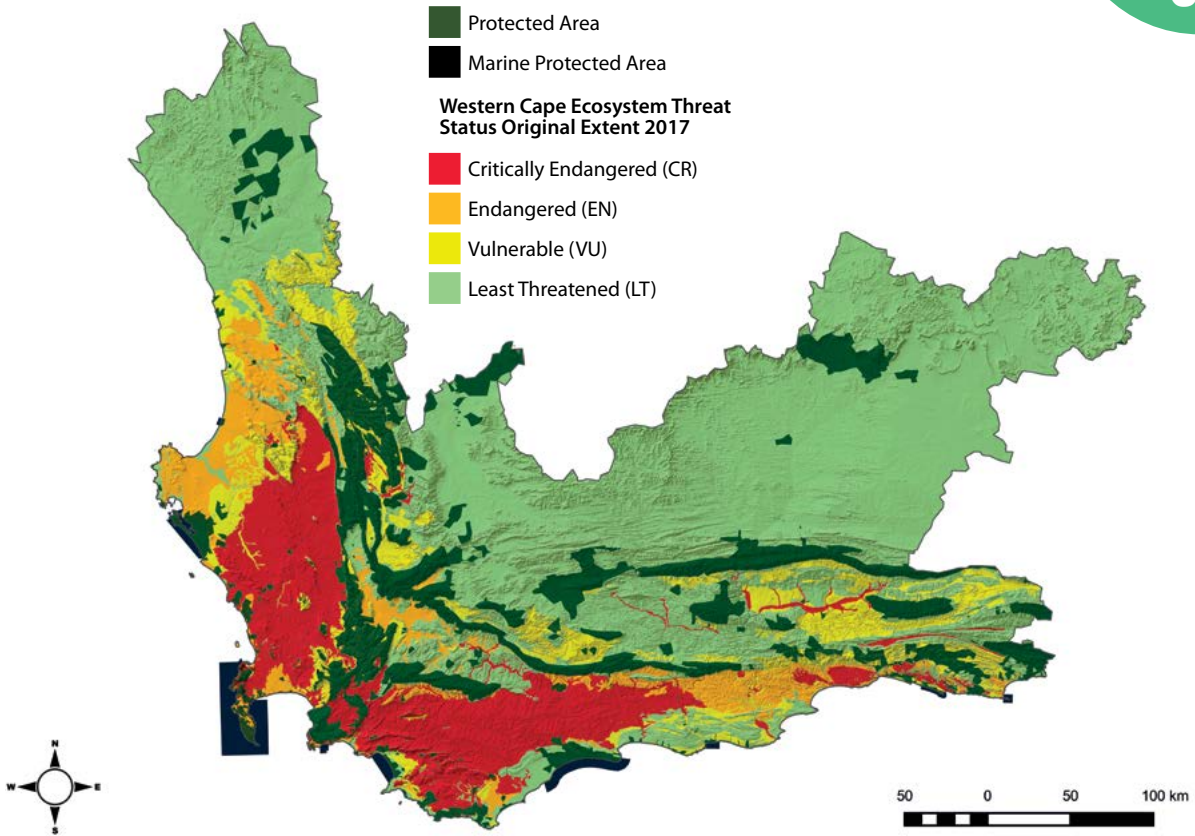 Protected Area
Marine Protected Area
Western Cape Ecosystem Threat
Status Original Extent 2017
Critically Endangered (CR)
Endangered (EN)
Vulnerable (VU)
Least Threatened (LT)
N
W E
S
50 0 50 100 km